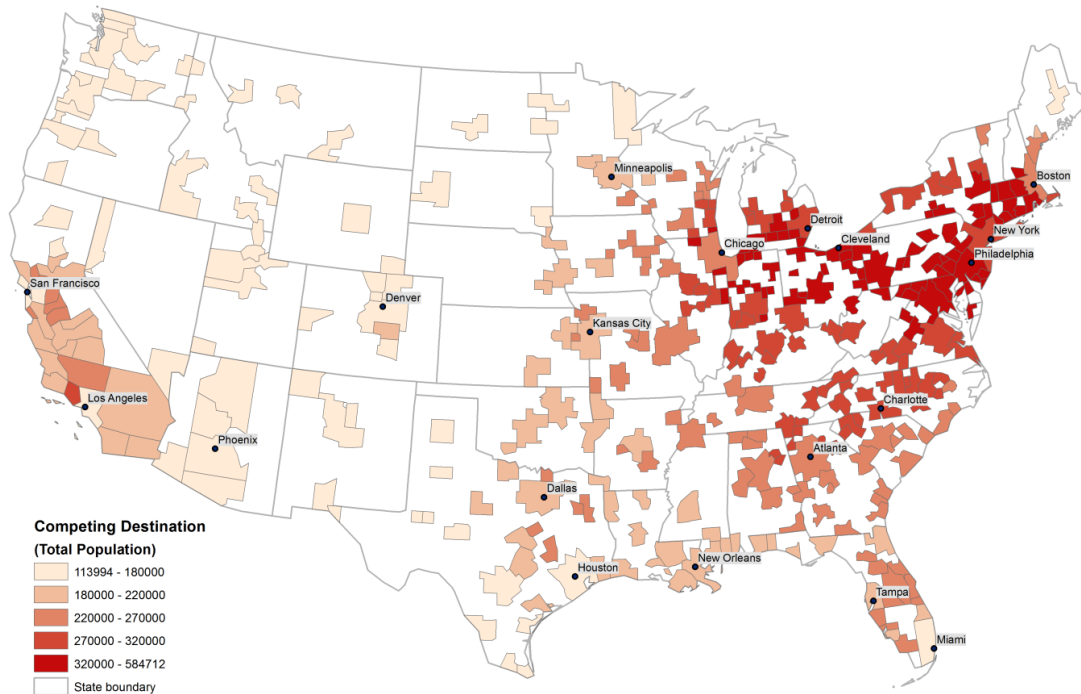 Minneapolis
Boston
Detroit
New York
Chicago
Cleveland
Philadelphia
San Francisco
Denver
Kansas City
Los Angeles
Charlotte
Phoenix
Atlanta
Dallas
New Orleans
Houston
Tampa
Miami
Competing Destination
(Total Population)
113994 - 180000
180000 - 220000
220000 - 270000
270000 - 320000
320000 - 584712
State boundary